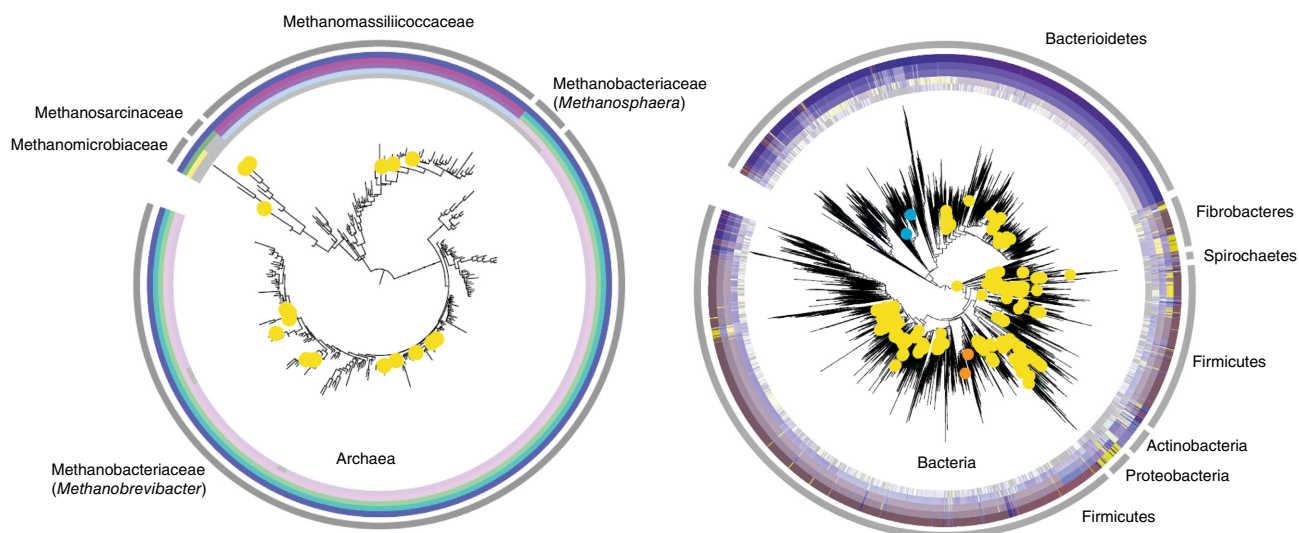 Methanomassiliicoccaceae
Methanobacteriaceae
(Methanosphaera)
Methanosarcinaceae
Methanomicrobiaceae
Methanobacteriaceae
(Methanobrevibacter)
Archaea
Bacterioidetes
Fibrobacteres
Spirochaetes
Firmicutes
Actinobacteria
Proteobacteria
Firmicutes
Bacteria